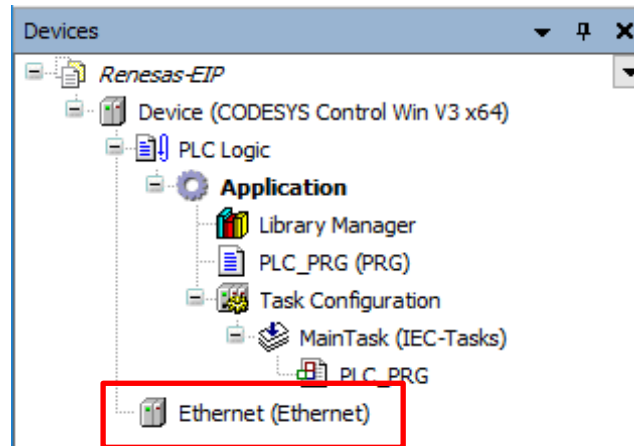 Devices
Renesas-EIP
Device (CODESYS Control Win V3 x64)
PLC Logic
Application
Library Manager
PLC_PRG (PRG)
Task Configuration
MainTask (IEC-Tasks)
PLC_PRG
Ethernet (Ethernet)